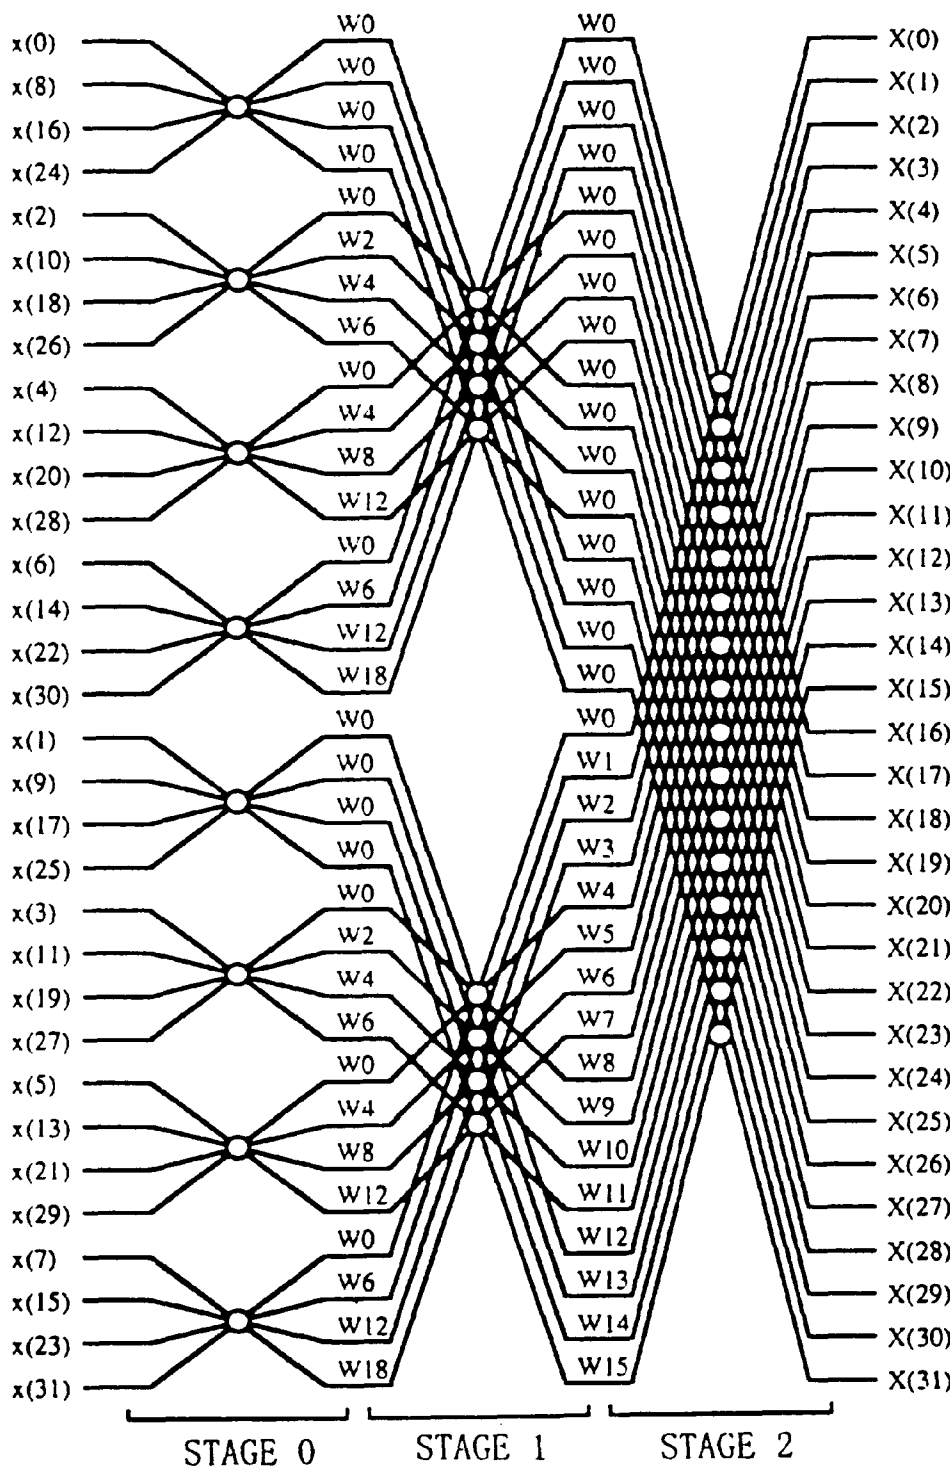 x(0) W0 W0 X(0)
x(8) W0 W0 X(1)
x(16) W0 W0 X(2)
x(24) W0 W0 X(3)
x(2) W0 W0 X(4)
x(10) W2 W0 X(5)
x(18) W4 W0 X(6)
x(26) W6 W0 X(7)
x(4) W0 W0 X(8)
x(12) W4 W0 X(9)
x(20) W8 W0 X(10)
x(28) W12 W0 X(11)
x(6) W0 X(12)
x(14) W6 W0 X(13)
x(22) W12 W0 X(14)
x(30) W18 W0 X(15)
x(1) W0 W0 X(16)
x(9) W0 W1 X(17)
x(17) W0 W2 X(18)
x(25) W0 W3 X(19)
x(3) W0 W4 X(20)
x(11) W2 W5 X(21)
x(19) W4 W6 X(22)
x(27) W6 W7 X(23)
x(5) W0 W8 X(24)
x(13) W4 W9 X(25)
x(21) W8 W10 X(26)
x(29) W12 W11 X(27)
x(7) W0 W12 X(28)
x(15) W6 W13 X(29)
x(23) W12 W14 X(30)
x(31) W18 W15 X(31)
STAGE 0 STAGE 1 STAGE 2